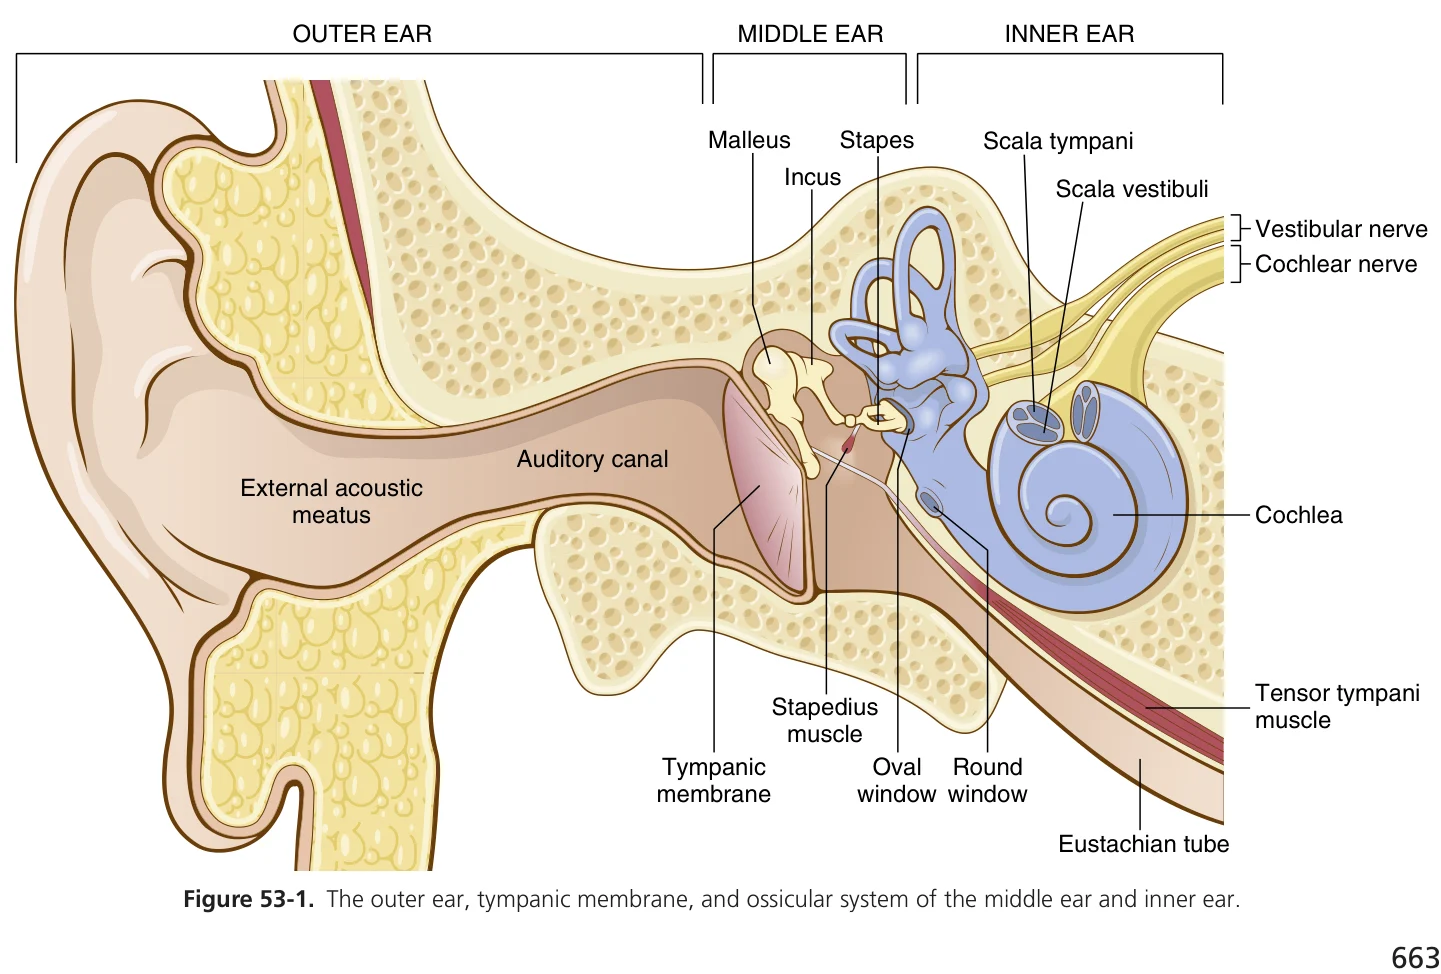 OUTER EAR
MIDDLE EAR
INNER EAR
Malleus
Stapes
Scala tympani
Incus
Scala vestibuli
Vestibular nerve
Cochlear nerve
Auditory canal
External acoustic
meatus
Cochlea
Tensor tympani
muscle
Stapedius
muscle
Tympanic
membrane
Oval
window
Round
window
Eustachian tube
Figure 53-1. The outer ear, tympanic membrane, and ossicular system of the middle ear and inner ear.
663